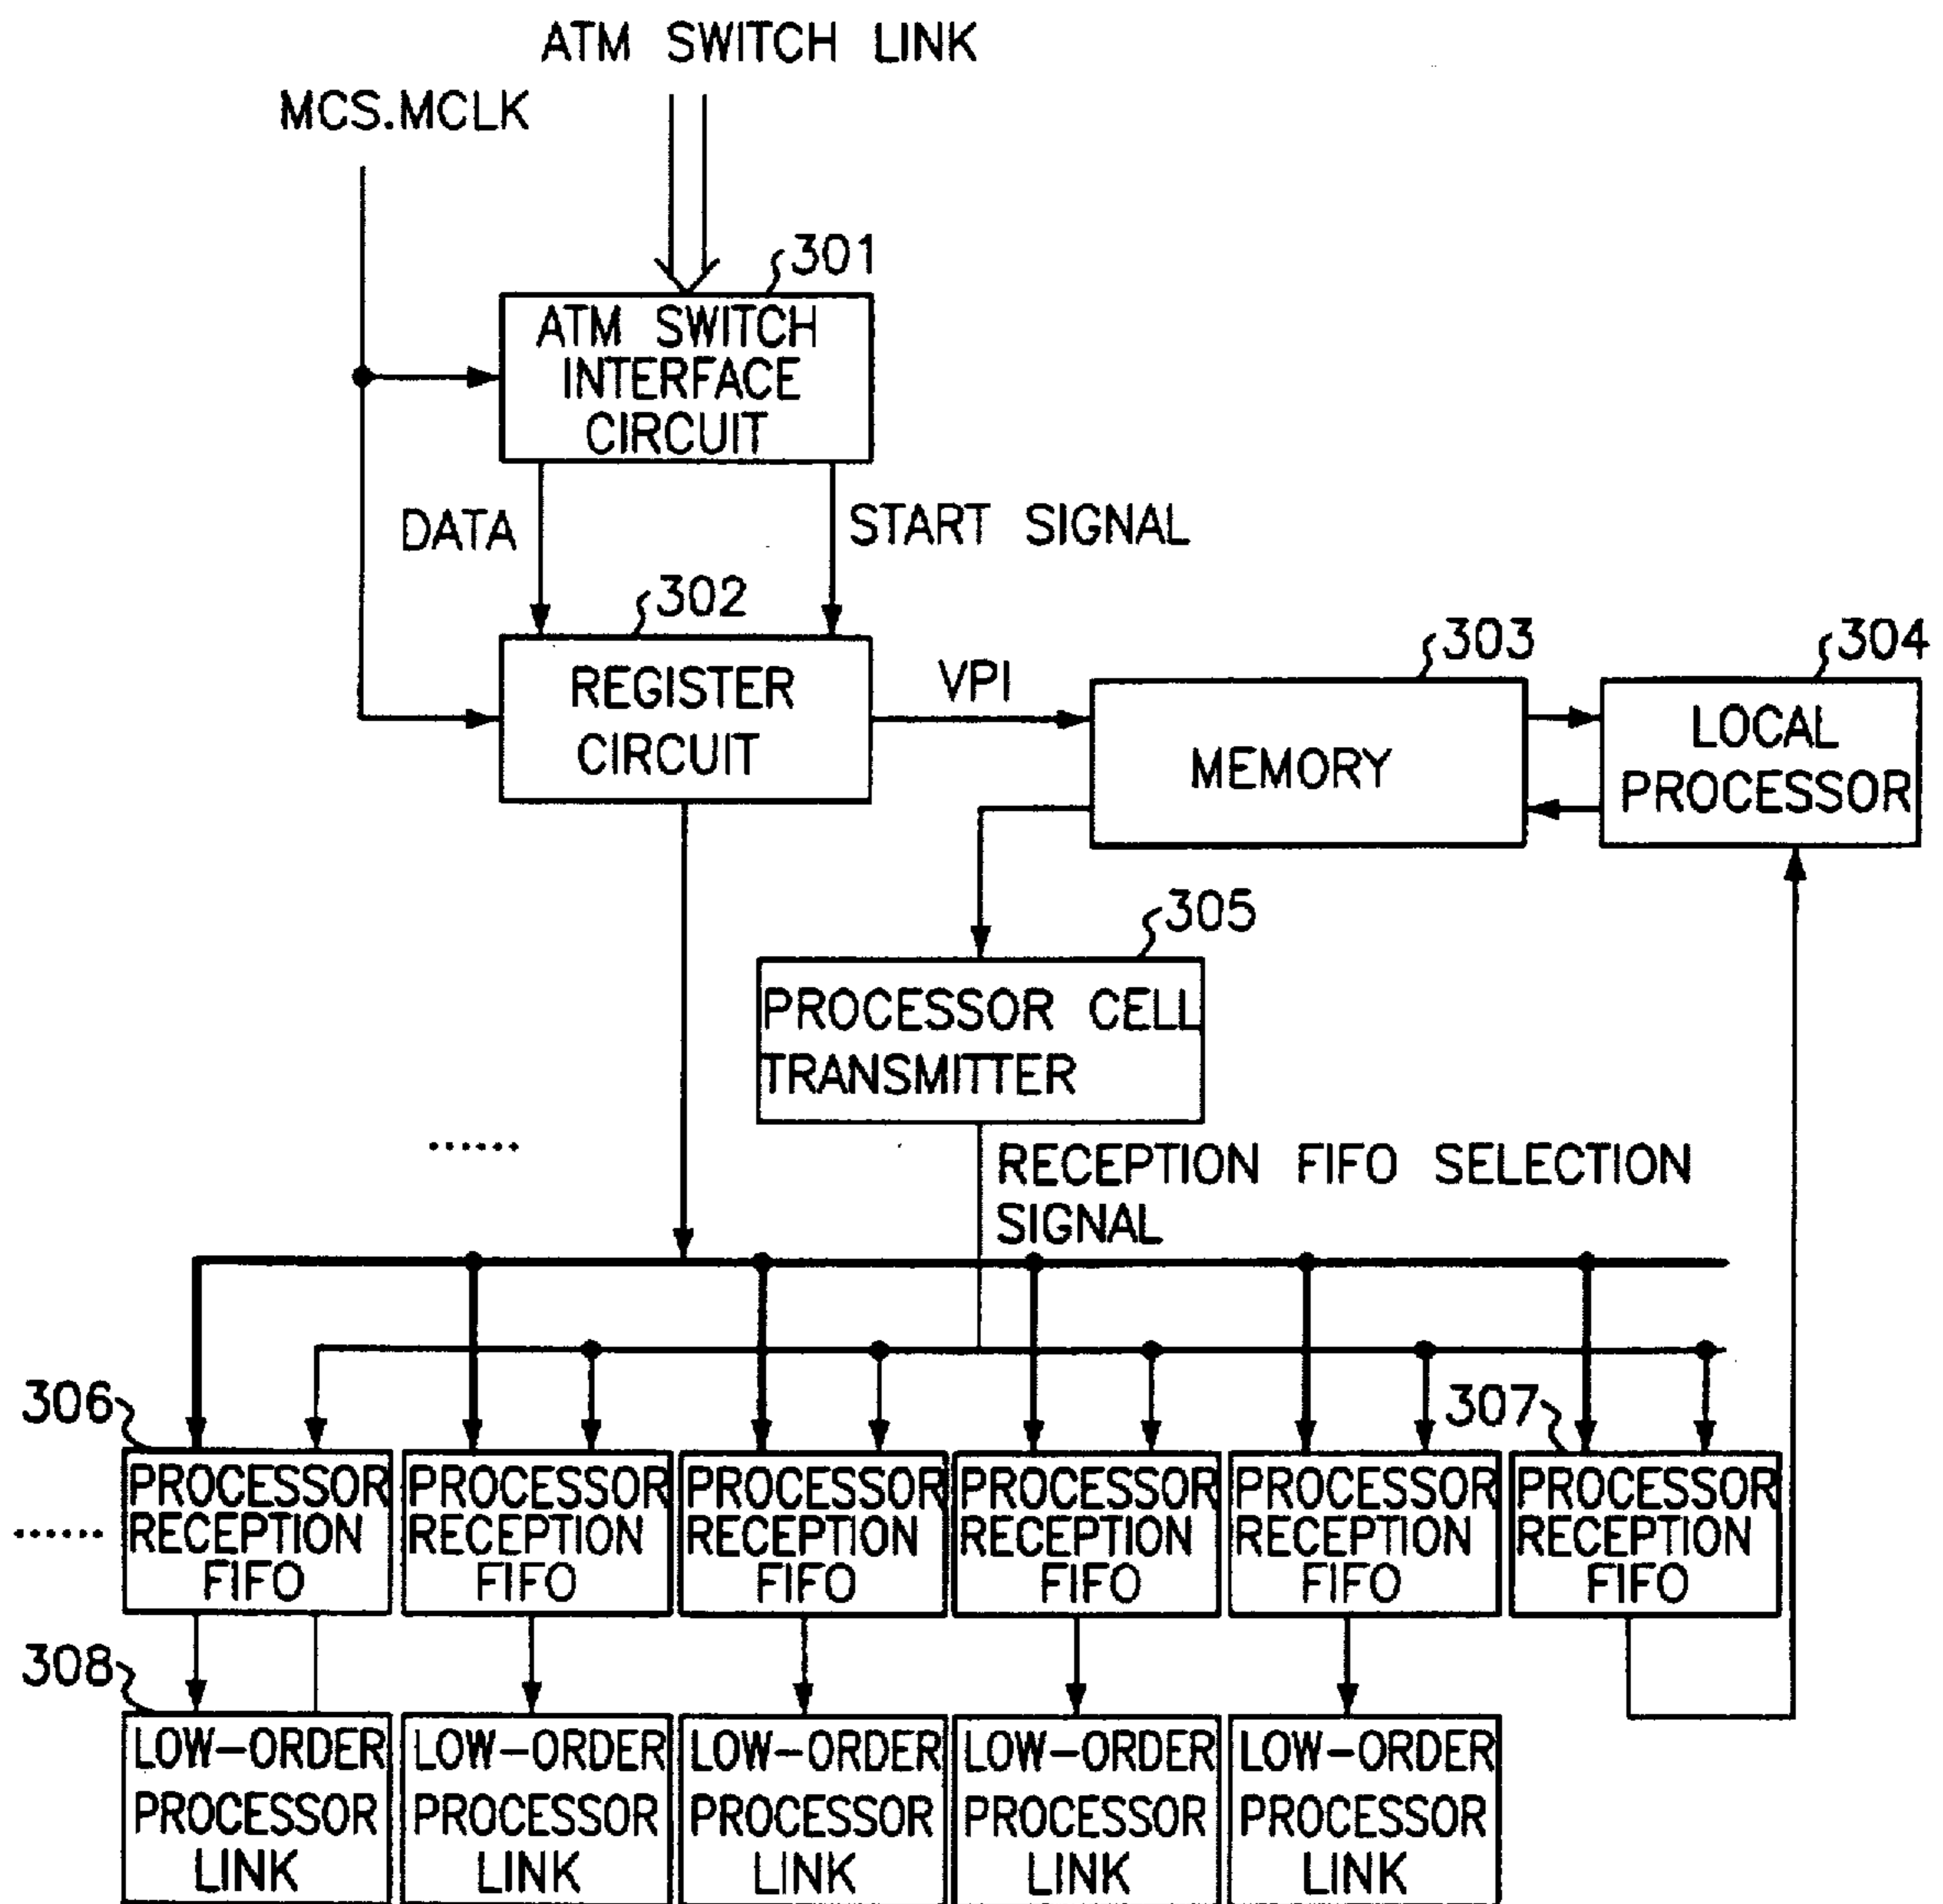 ATM SWITCH LINK
MCS.MCLK
301
ATM SWITCH
INTERFACE
CIRCUIT
DATA
START SIGNAL
302
REGISTER
CIRCUIT
VPI
303
MEMORY
304
LOCAL
PROCESSOR
305
PROCESSOR CELL
TRANSMITTER
......
RECEPTION FIFO SELECTION
SIGNAL
306
307
......
PROCESSOR
RECEPTION
FIFO
PROCESSOR
RECEPTION
FIFO
PROCESSOR
RECEPTION
FIFO
PROCESSOR
RECEPTION
FIFO
PROCESSOR
RECEPTION
FIFO
PROCESSOR
RECEPTION
FIFO
308
LOW-ORDER
PROCESSOR
LINK
LOW-ORDER
PROCESSOR
LINK
LOW-ORDER
PROCESSOR
LINK
LOW-ORDER
PROCESSOR
LINK
LOW-ORDER
PROCESSOR
LINK